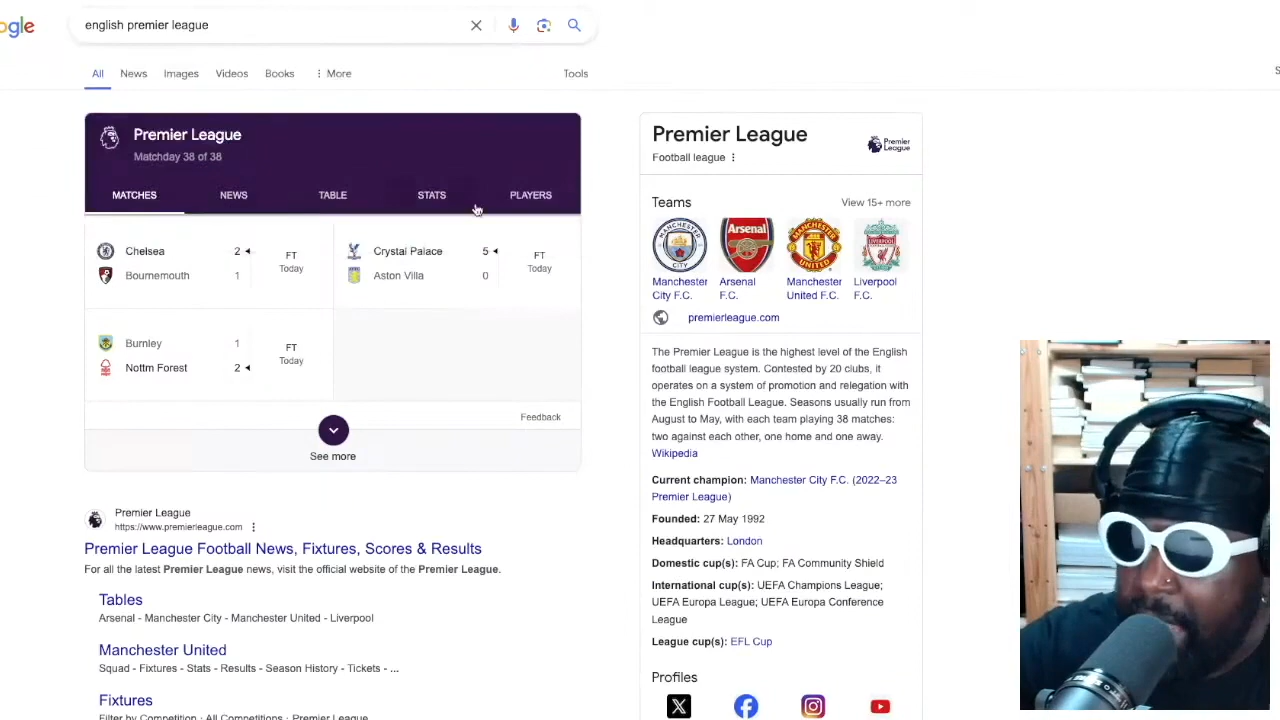 ogle
english premier league
All
News
Images
Videos
Books
More
Tools
S
Premier League
Matchday 38 of 38
MATCHES
NEWS
TABLE
STATS
PLAYERS
Chelsea 2
Bournemouth 1
FT
Today
Crystal Palace 5
Aston Villa 0
FT
Today
Burnley 1
Nottm Forest 2
FT
Today
Feedback
See more
Premier League
https://www.premierleague.com
Premier League Football News, Fixtures, Scores & Results
For all the latest Premier League news, visit the official website of the Premier League.
Tables
Arsenal - Manchester City - Manchester United - Liverpool
Manchester United
Squad - Fixtures - Stats - Results - Season History - Tickets - ...
Fixtures
Filter by Competition · All Competitions · Premier League
Premier League
Football league
Premier
League
Teams
View 15+ more
Arsenal
Manchester
City F.C.
Arsenal
F.C.
Manchester
United F.C.
Liverpool
F.C.
premierleague.com
The Premier League is the highest level of the English
football league system. Contested by 20 clubs, it
operates on a system of promotion and relegation with
the English Football League. Seasons usually run from
August to May, with each team playing 38 matches:
two against each other, one home and one away.
Wikipedia
Current champion: Manchester City F.C. (2022–23
Premier League)
Founded: 27 May 1992
Headquarters: London
Domestic cup(s): FA Cup; FA Community Shield
International cup(s): UEFA Champions League;
UEFA Europa League; UEFA Europa Conference
League
League cup(s): EFL Cup
Profiles